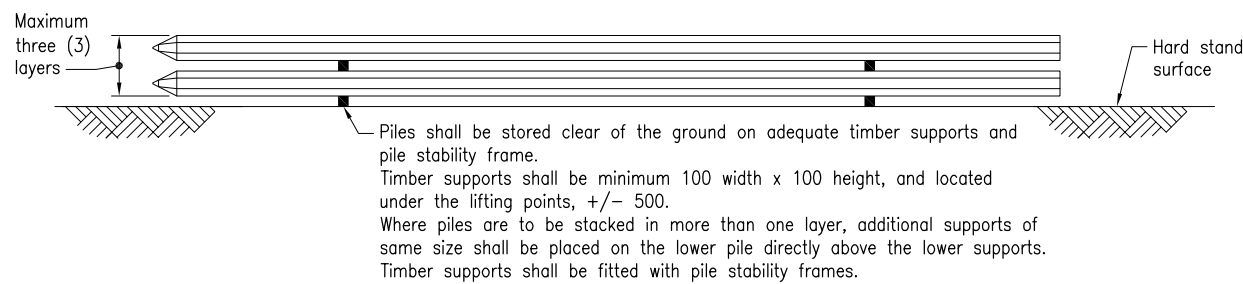 Maximum
three (3)
layers
Hard stand
surface
Piles shall be stored clear of the ground on adequate timber supports and
pile stability frame.
Timber supports shall be minimum 100 width x 100 height, and located
under the lifting points, +/− 500.
Where piles are to be stacked in more than one layer, additional supports of
same size shall be placed on the lower pile directly above the lower supports.
Timber supports shall be fitted with pile stability frames.